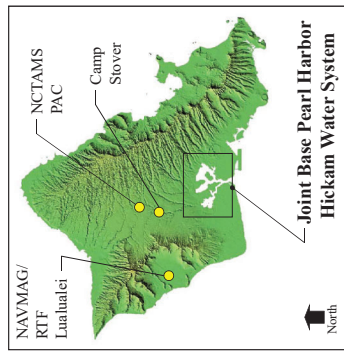 NAVMAG/
RTF
Lualualei
NCTAMS
PAC
Camp
Stover
Joint Base Pearl Harbor
Hickam Water System
North